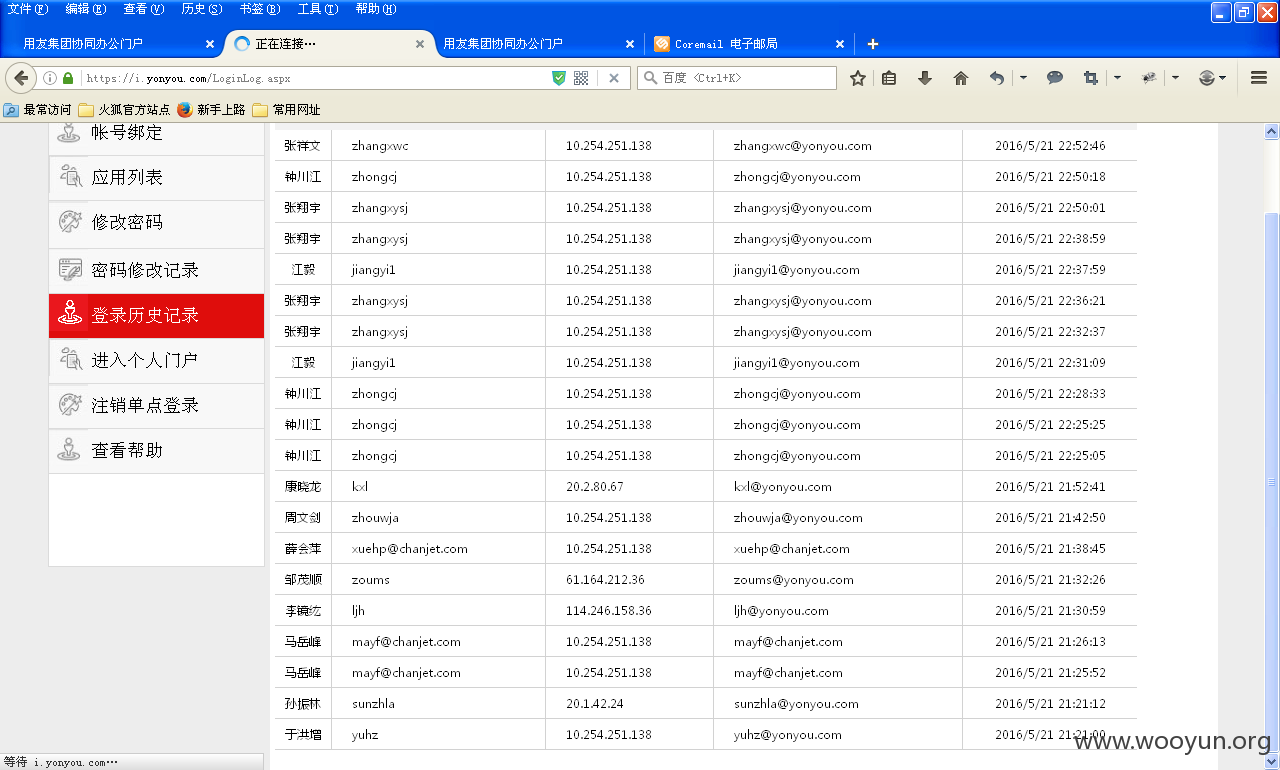 文件(F) 编辑(E) 查看(V) 历史(S) 书签(B) 工具(T) 帮助(H)
用友集团协同办公门户 正在连接… 用友集团协同办公门户 Coremail 电子邮局
https://i.yonyou.com/LoginLog.aspx 百度 <Ctrl+K>
最常访问 火狐官方站点 新手上路 常用网址
帐号绑定
应用列表
修改密码
密码修改记录
登录历史记录
进入个人门户
注销单点登录
查看帮助
张祥文 zhangxwc 10.254.251.138 zhangxwc@yonyou.com 2016/5/21 22:52:46
钟川江 zhongcj 10.254.251.138 zhongcj@yonyou.com 2016/5/21 22:50:18
张翔宇 zhangxysj 10.254.251.138 zhangxysj@yonyou.com 2016/5/21 22:50:01
张翔宇 zhangxysj 10.254.251.138 zhangxysj@yonyou.com 2016/5/21 22:38:59
江毅 jiangyi1 10.254.251.138 jiangyi1@yonyou.com 2016/5/21 22:37:59
张翔宇 zhangxysj 10.254.251.138 zhangxysj@yonyou.com 2016/5/21 22:36:21
张翔宇 zhangxysj 10.254.251.138 zhangxysj@yonyou.com 2016/5/21 22:32:37
江毅 jiangyi1 10.254.251.138 jiangyi1@yonyou.com 2016/5/21 22:31:09
钟川江 zhongcj 10.254.251.138 zhongcj@yonyou.com 2016/5/21 22:28:33
钟川江 zhongcj 10.254.251.138 zhongcj@yonyou.com 2016/5/21 22:25:25
钟川江 zhongcj 10.254.251.138 zhongcj@yonyou.com 2016/5/21 22:25:05
康晓龙 kxl 20.2.80.67 kxl@yonyou.com 2016/5/21 21:52:41
周文剑 zhouwja 10.254.251.138 zhouwja@yonyou.com 2016/5/21 21:42:50
薛会萍 xuehp@chanjet.com 10.254.251.138 xuehp@chanjet.com 2016/5/21 21:38:45
邹茂顺 zoums 61.164.212.36 zoums@yonyou.com 2016/5/21 21:32:26
李镜纮 ljh 114.246.158.36 ljh@yonyou.com 2016/5/21 21:30:59
马岳峰 mayf@chanjet.com 10.254.251.138 mayf@chanjet.com 2016/5/21 21:26:13
马岳峰 mayf@chanjet.com 10.254.251.138 mayf@chanjet.com 2016/5/21 21:25:52
孙振林 sunzhla 20.1.42.24 sunzhla@yonyou.com 2016/5/21 21:21:12
于洪熠 yuhz 10.254.251.138 yuhz@yonyou.com 2016/5/21 21:21:00
www.wooyun.org
等待 i.yonyou.com…